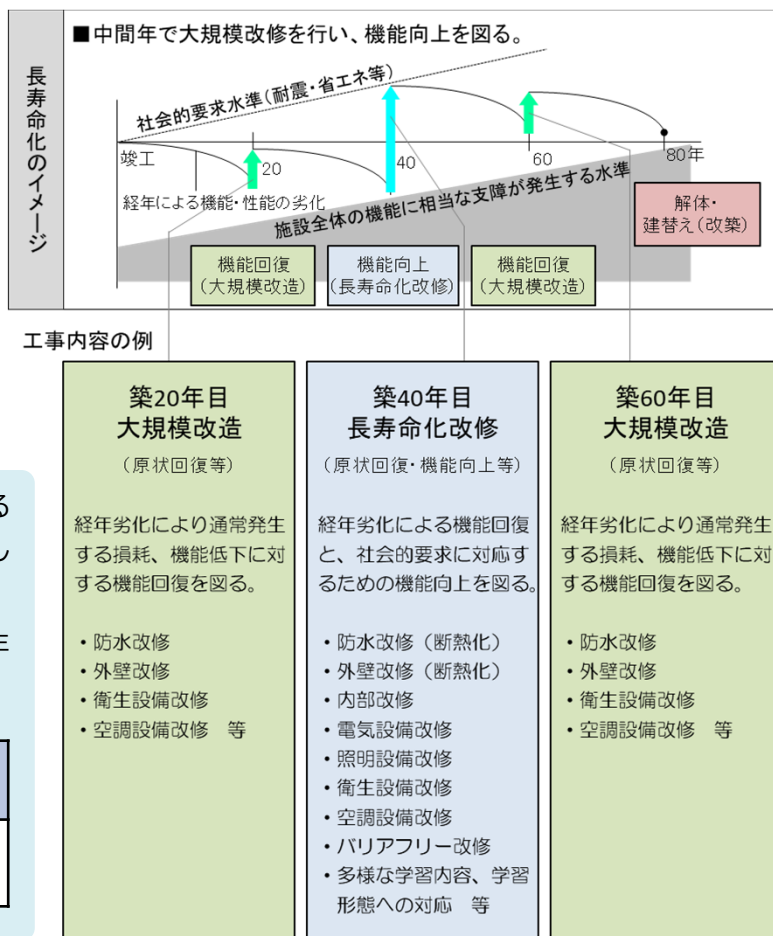 長寿命化のイメージ
■中間年で大規模改修を行い、機能向上を図る。
社会的要求水準(耐震・省エネ等)
竣工
20
40
60
80年
経年による機能・性能の劣化
施設全体の機能に相当な支障が発生する水準
解体・
建替え(改築)
機能回復
(大規模改造)
機能向上
(長寿命化改修)
機能回復
(大規模改造)
工事内容の例
築20年目
大規模改造
(原状回復等)
経年劣化により通常発生
する損耗、機能低下に対
する機能回復を図る。
・防水改修
・外壁改修
・衛生設備改修
・空調設備改修 等
築40年目
長寿命化改修
(原状回復・機能向上等)
経年劣化による機能回復
と、社会的要求に対応す
るための機能向上を図る。
・防水改修(断熱化)
・外壁改修(断熱化)
・内部改修
・電気設備改修
・照明設備改修
・衛生設備改修
・空調設備改修
・バリアフリー改修
・多様な学習内容、学習
形態への対応 等
築60年目
大規模改造
(原状回復等)
経年劣化により通常発生
する損耗、機能低下に対
する機能回復を図る。
・防水改修
・外壁改修
・衛生設備改修
・空調設備改修 等
る